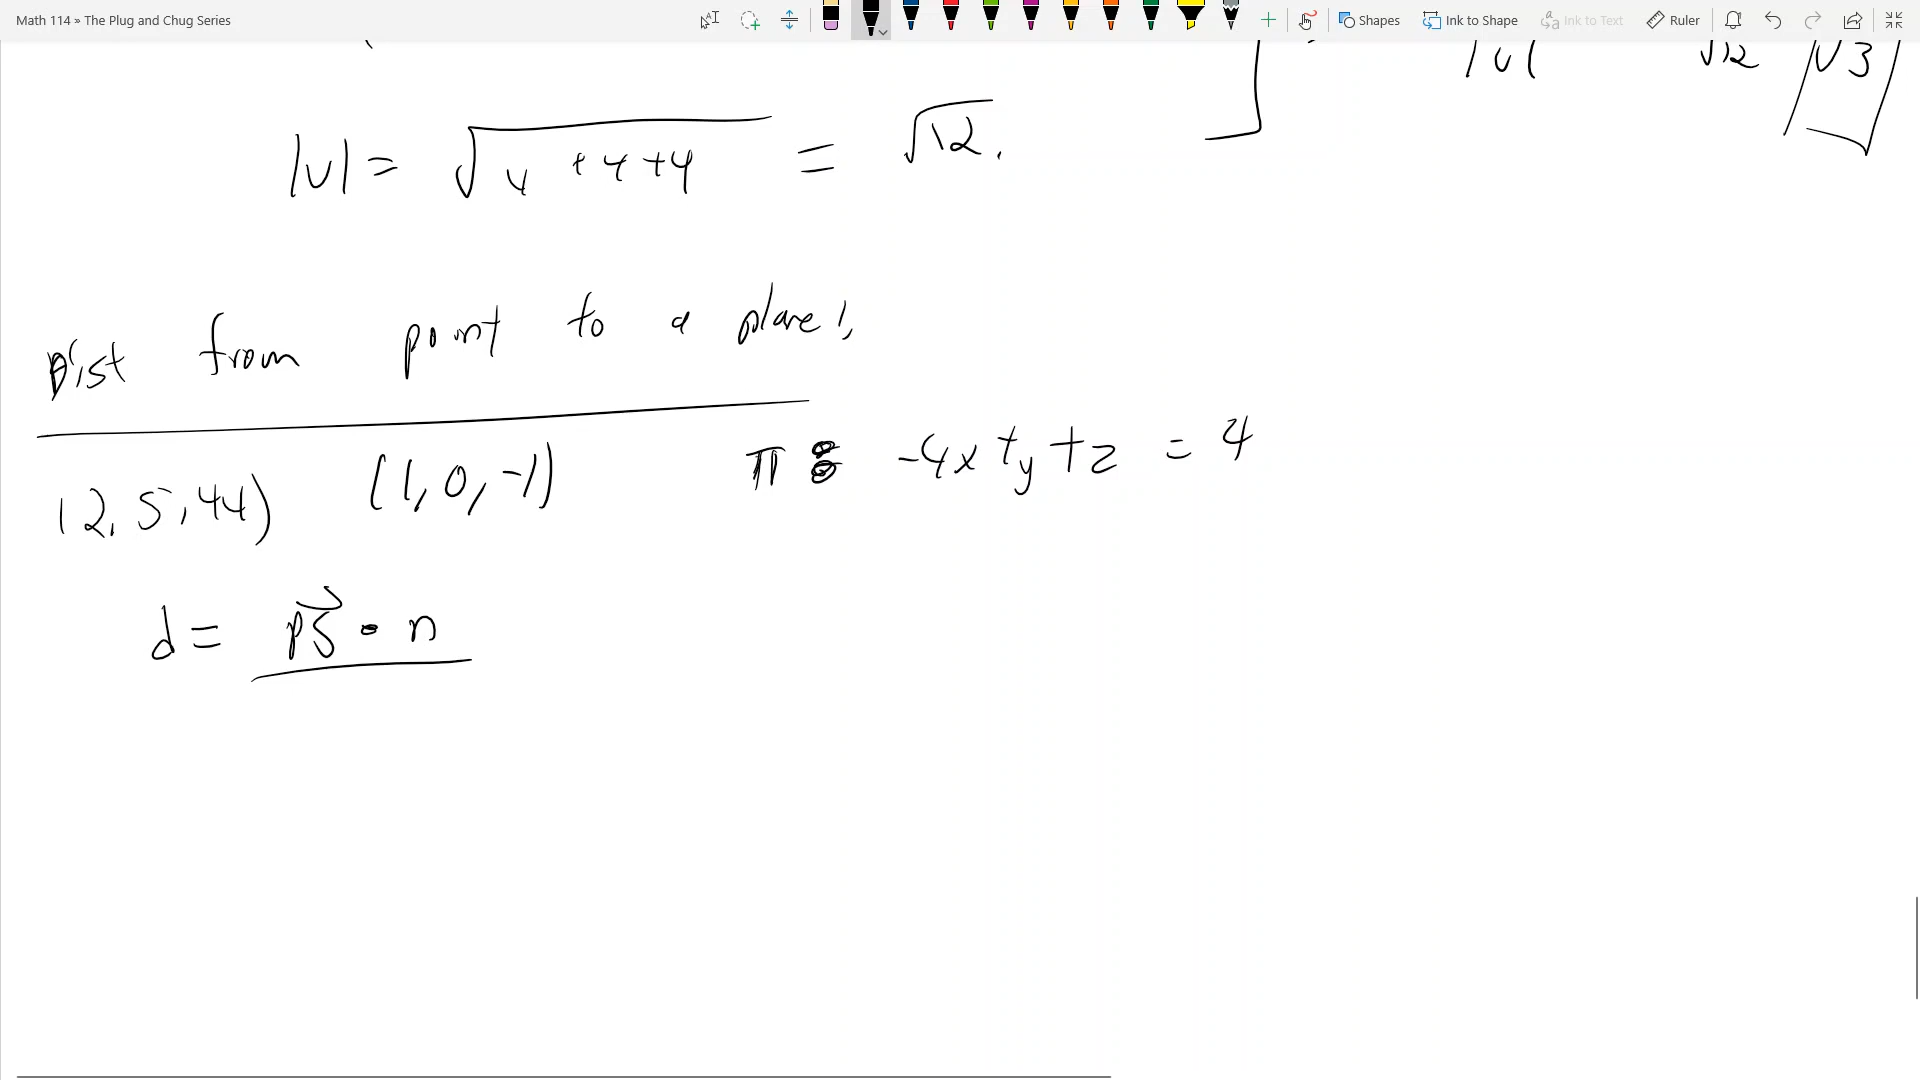 Math 114 » The Plug and Chug Series
Shapes
Ink to Shape
Ink to Text
Ruler
|v|
√12
√3
|v| = √4 +4+4 = √12.
Dist from point to a plane,
(2, 5, 44) (1, 0, -1) π: -4x+y+z = 4
d= PS · n